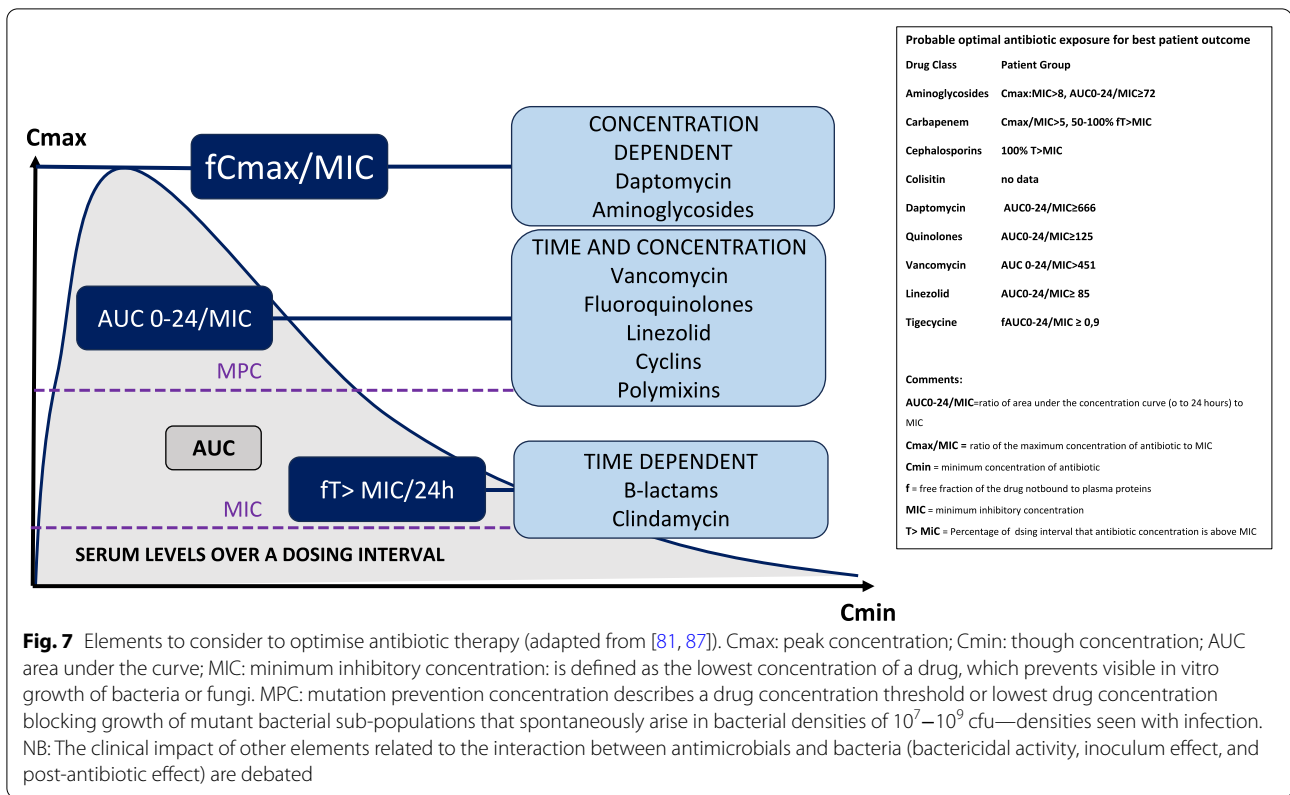 Cmax
fCmax/MIC
CONCENTRATION
DEPENDENT
Daptomycin
Aminoglycosides
AUC 0-24/MIC
TIME AND CONCENTRATION
Vancomycin
Fluoroquinolones
Linezolid
Cyclins
Polymixins
MPC
AUC
fT> MIC/24h
TIME DEPENDENT
B-lactams
Clindamycin
MIC
SERUM LEVELS OVER A DOSING INTERVAL
Cmin
Probable optimal antibiotic exposure for best patient outcome
Drug Class Patient Group
Aminoglycosides Cmax:MIC>8, AUC0-24/MIC≥72
Carbapenem Cmax/MIC>5, 50-100% fT>MIC
Cephalosporins 100% T>MIC
Colisitin no data
Daptomycin AUC0-24/MIC≥666
Quinolones AUC0-24/MIC≥125
Vancomycin AUC 0-24/MIC>451
Linezolid AUC0-24/MIC≥ 85
Tigecycine fAUC0-24/MIC ≥ 0,9
Comments:
AUC0-24/MIC=ratio of area under the concentration curve (o to 24 hours) to
MIC
Cmax/MIC = ratio of the maximum concentration of antibiotic to MIC
Cmin = minimum concentration of antibiotic
f = free fraction of the drug notbound to plasma proteins
MIC = minimum inhibitory concentration
T> MiC = Percentage of dsing interval that antibiotic concentration is above MIC
Fig. 7 Elements to consider to optimise antibiotic therapy (adapted from [81, 87]). Cmax: peak concentration; Cmin: though concentration; AUC
area under the curve; MIC: minimum inhibitory concentration: is defined as the lowest concentration of a drug, which prevents visible in vitro
growth of bacteria or fungi. MPC: mutation prevention concentration describes a drug concentration threshold or lowest drug concentration
blocking growth of mutant bacterial sub-populations that spontaneously arise in bacterial densities of 10⁷–10⁹ cfu—densities seen with infection.
NB: The clinical impact of other elements related to the interaction between antimicrobials and bacteria (bactericidal activity, inoculum effect, and
post-antibiotic effect) are debated